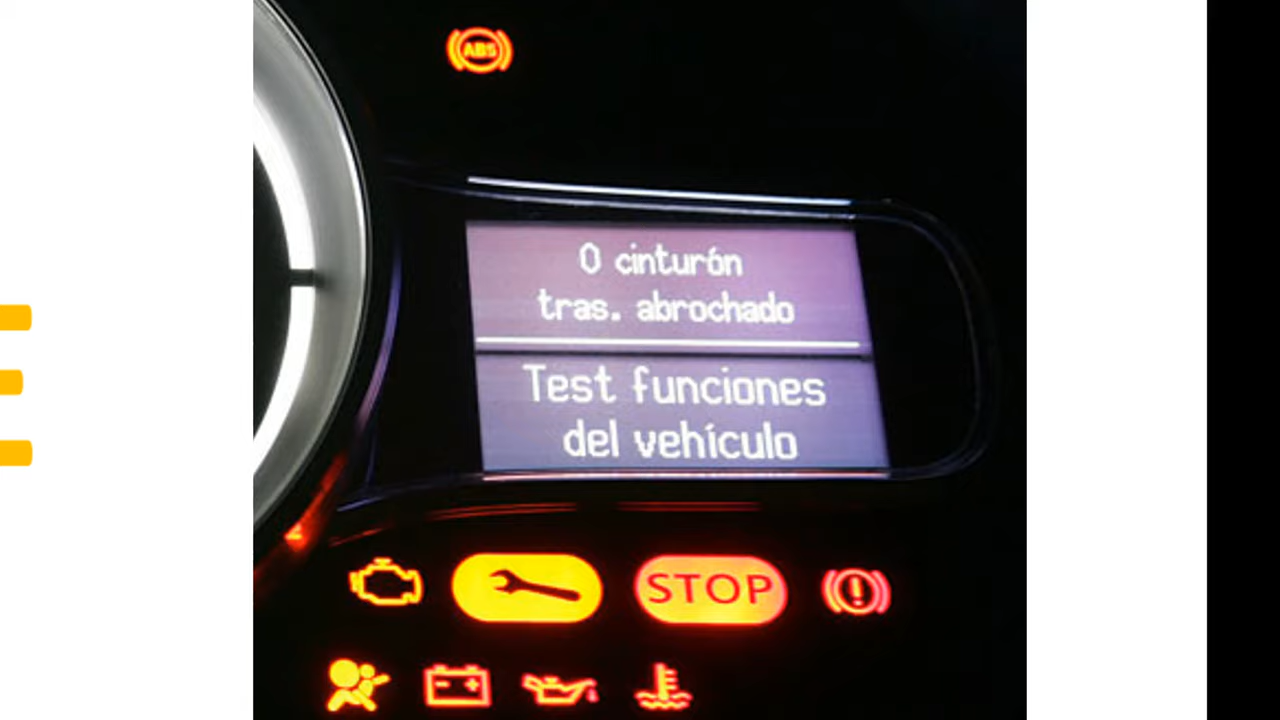 ABS
0 cinturón
tras. abrochado
Test funciones
del vehículo
STOP